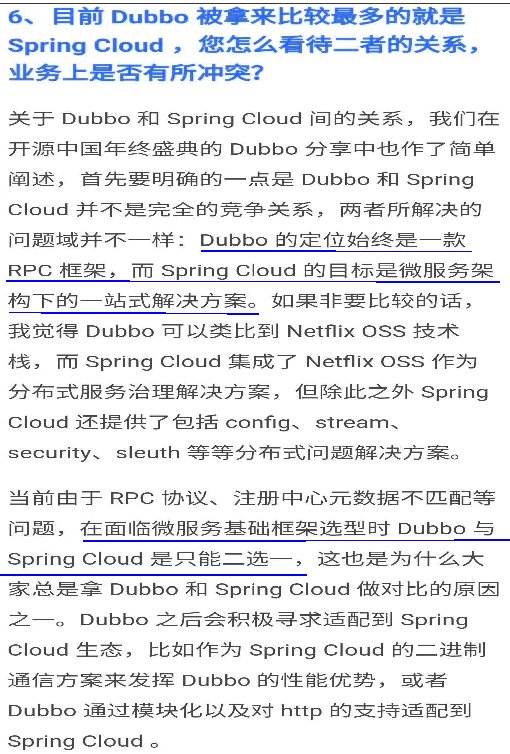 6、目前 Dubbo 被拿来比较最多的就是
Spring Cloud ，您怎么看待二者的关系，
业务上是否有所冲突？
关于 Dubbo 和 Spring Cloud 间的关系，我们在
开源中国年终盛典的 Dubbo 分享中也作了简单
阐述，首先要明确的一点是 Dubbo 和 Spring
Cloud 并不是完全的竞争关系，两者所解决的
问题域并不一样：Dubbo 的定位始终是一款
RPC 框架，而 Spring Cloud 的目标是微服务架
构下的一站式解决方案。如果非要比较的话，
我觉得 Dubbo 可以类比到 Netflix OSS 技术
栈，而 Spring Cloud 集成了 Netflix OSS 作为
分布式服务治理解决方案，但除此之外 Spring
Cloud 还提供了包括 config、stream、
security、sleuth 等等分布式问题解决方案。
当前由于 RPC 协议、注册中心元数据不匹配等
问题，在面临微服务基础框架选型时 Dubbo 与
Spring Cloud 是只能二选一，这也是为什么大
家总是拿 Dubbo 和 Spring Cloud 做对比的原因
之一。Dubbo 之后会积极寻求适配到 Spring
Cloud 生态，比如作为 Spring Cloud 的二进制
通信方案来发挥 Dubbo 的性能优势，或者
Dubbo 通过模块化以及对 http 的支持适配到
Spring Cloud 。